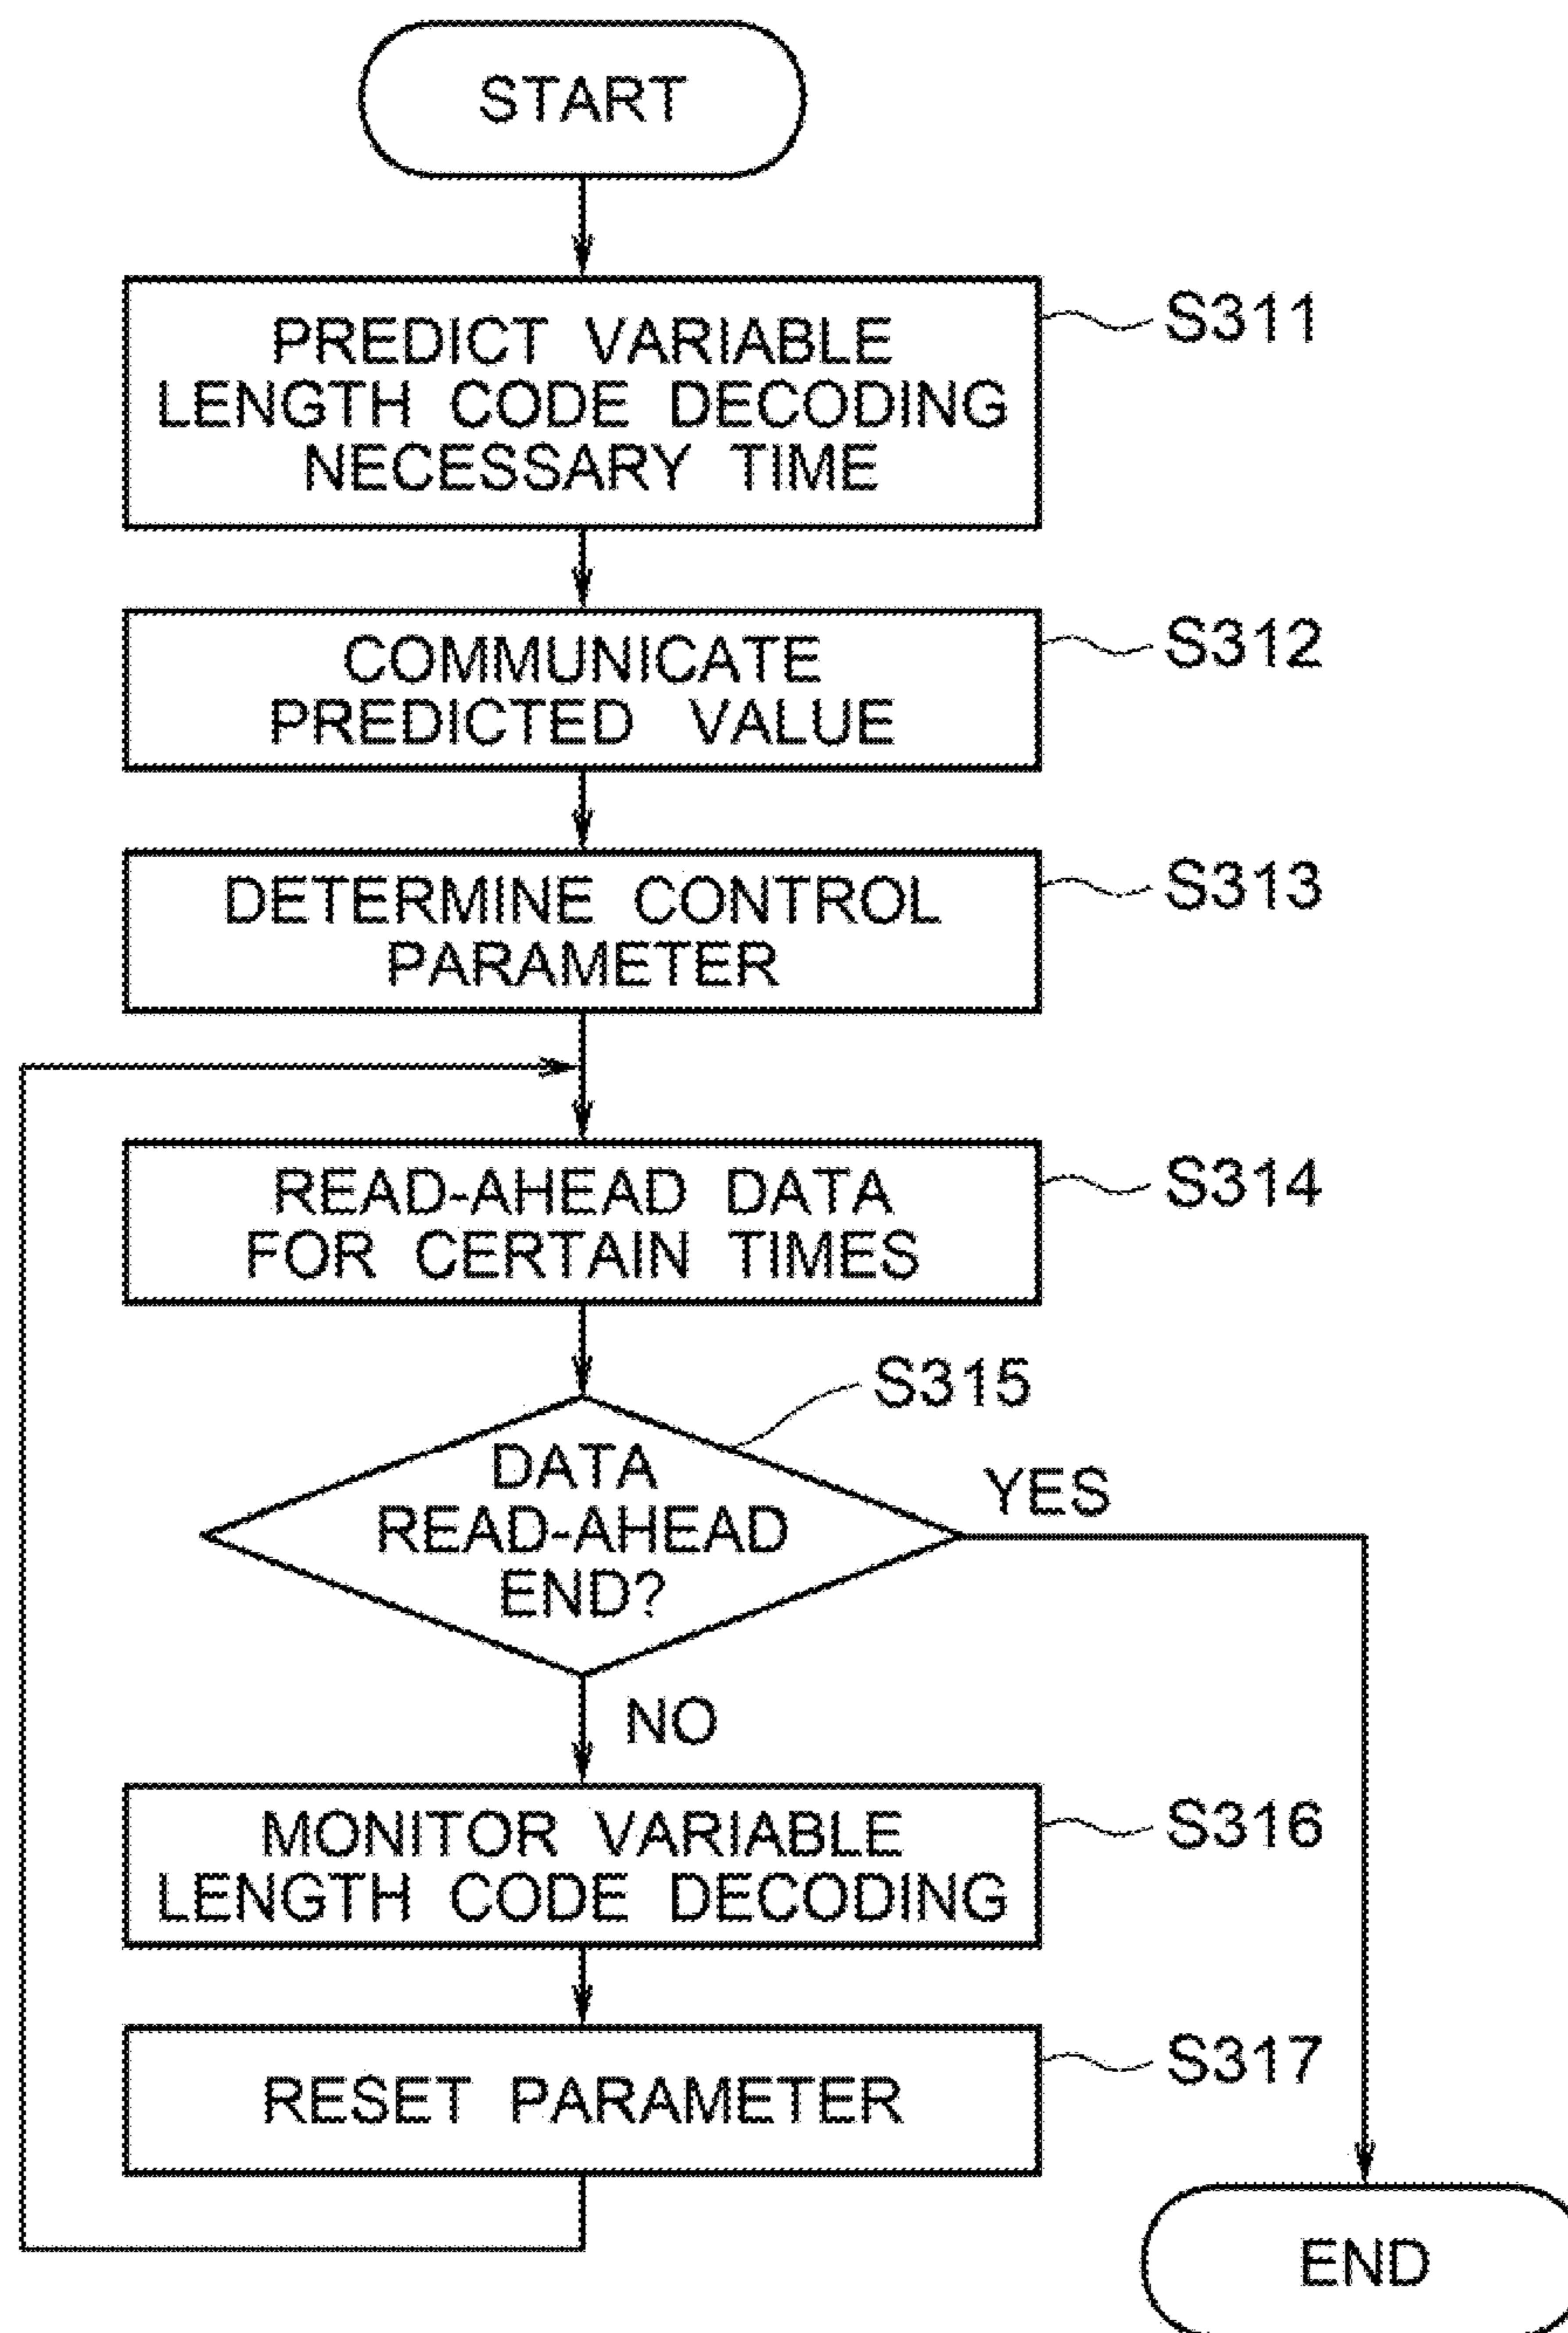 START
PREDICT VARIABLE
LENGTH CODE DECODING
NECESSARY TIME
S311
COMMUNICATE
PREDICTED VALUE
S312
DETERMINE CONTROL
PARAMETER
S313
READ-AHEAD DATA
FOR CERTAIN TIMES
S314
S315
DATA
READ-AHEAD
END?
YES
NO
MONITOR VARIABLE
LENGTH CODE DECODING
S316
RESET PARAMETER
S317
END